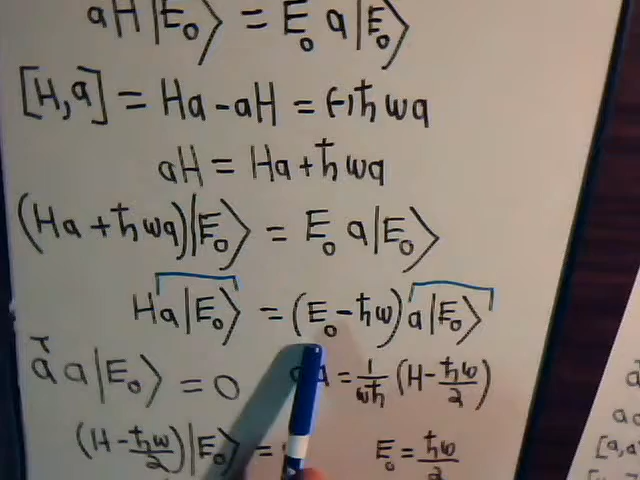 aH|E₀⟩ = E₀ a|E₀⟩
[H,a] = Ha-aH = (-)ħωa
aH = Ha+ħωa
(Ha+ħωa)|E₀⟩ = E₀ a|E₀⟩
Ha|E₀⟩ = (E₀-ħω)a|E₀⟩
a a|E₀⟩ = 0 a = 1/ωħ (H-ħω/2)
(H-ħω/2)|E₀⟩ = E₀ = ħω/2
[a,a